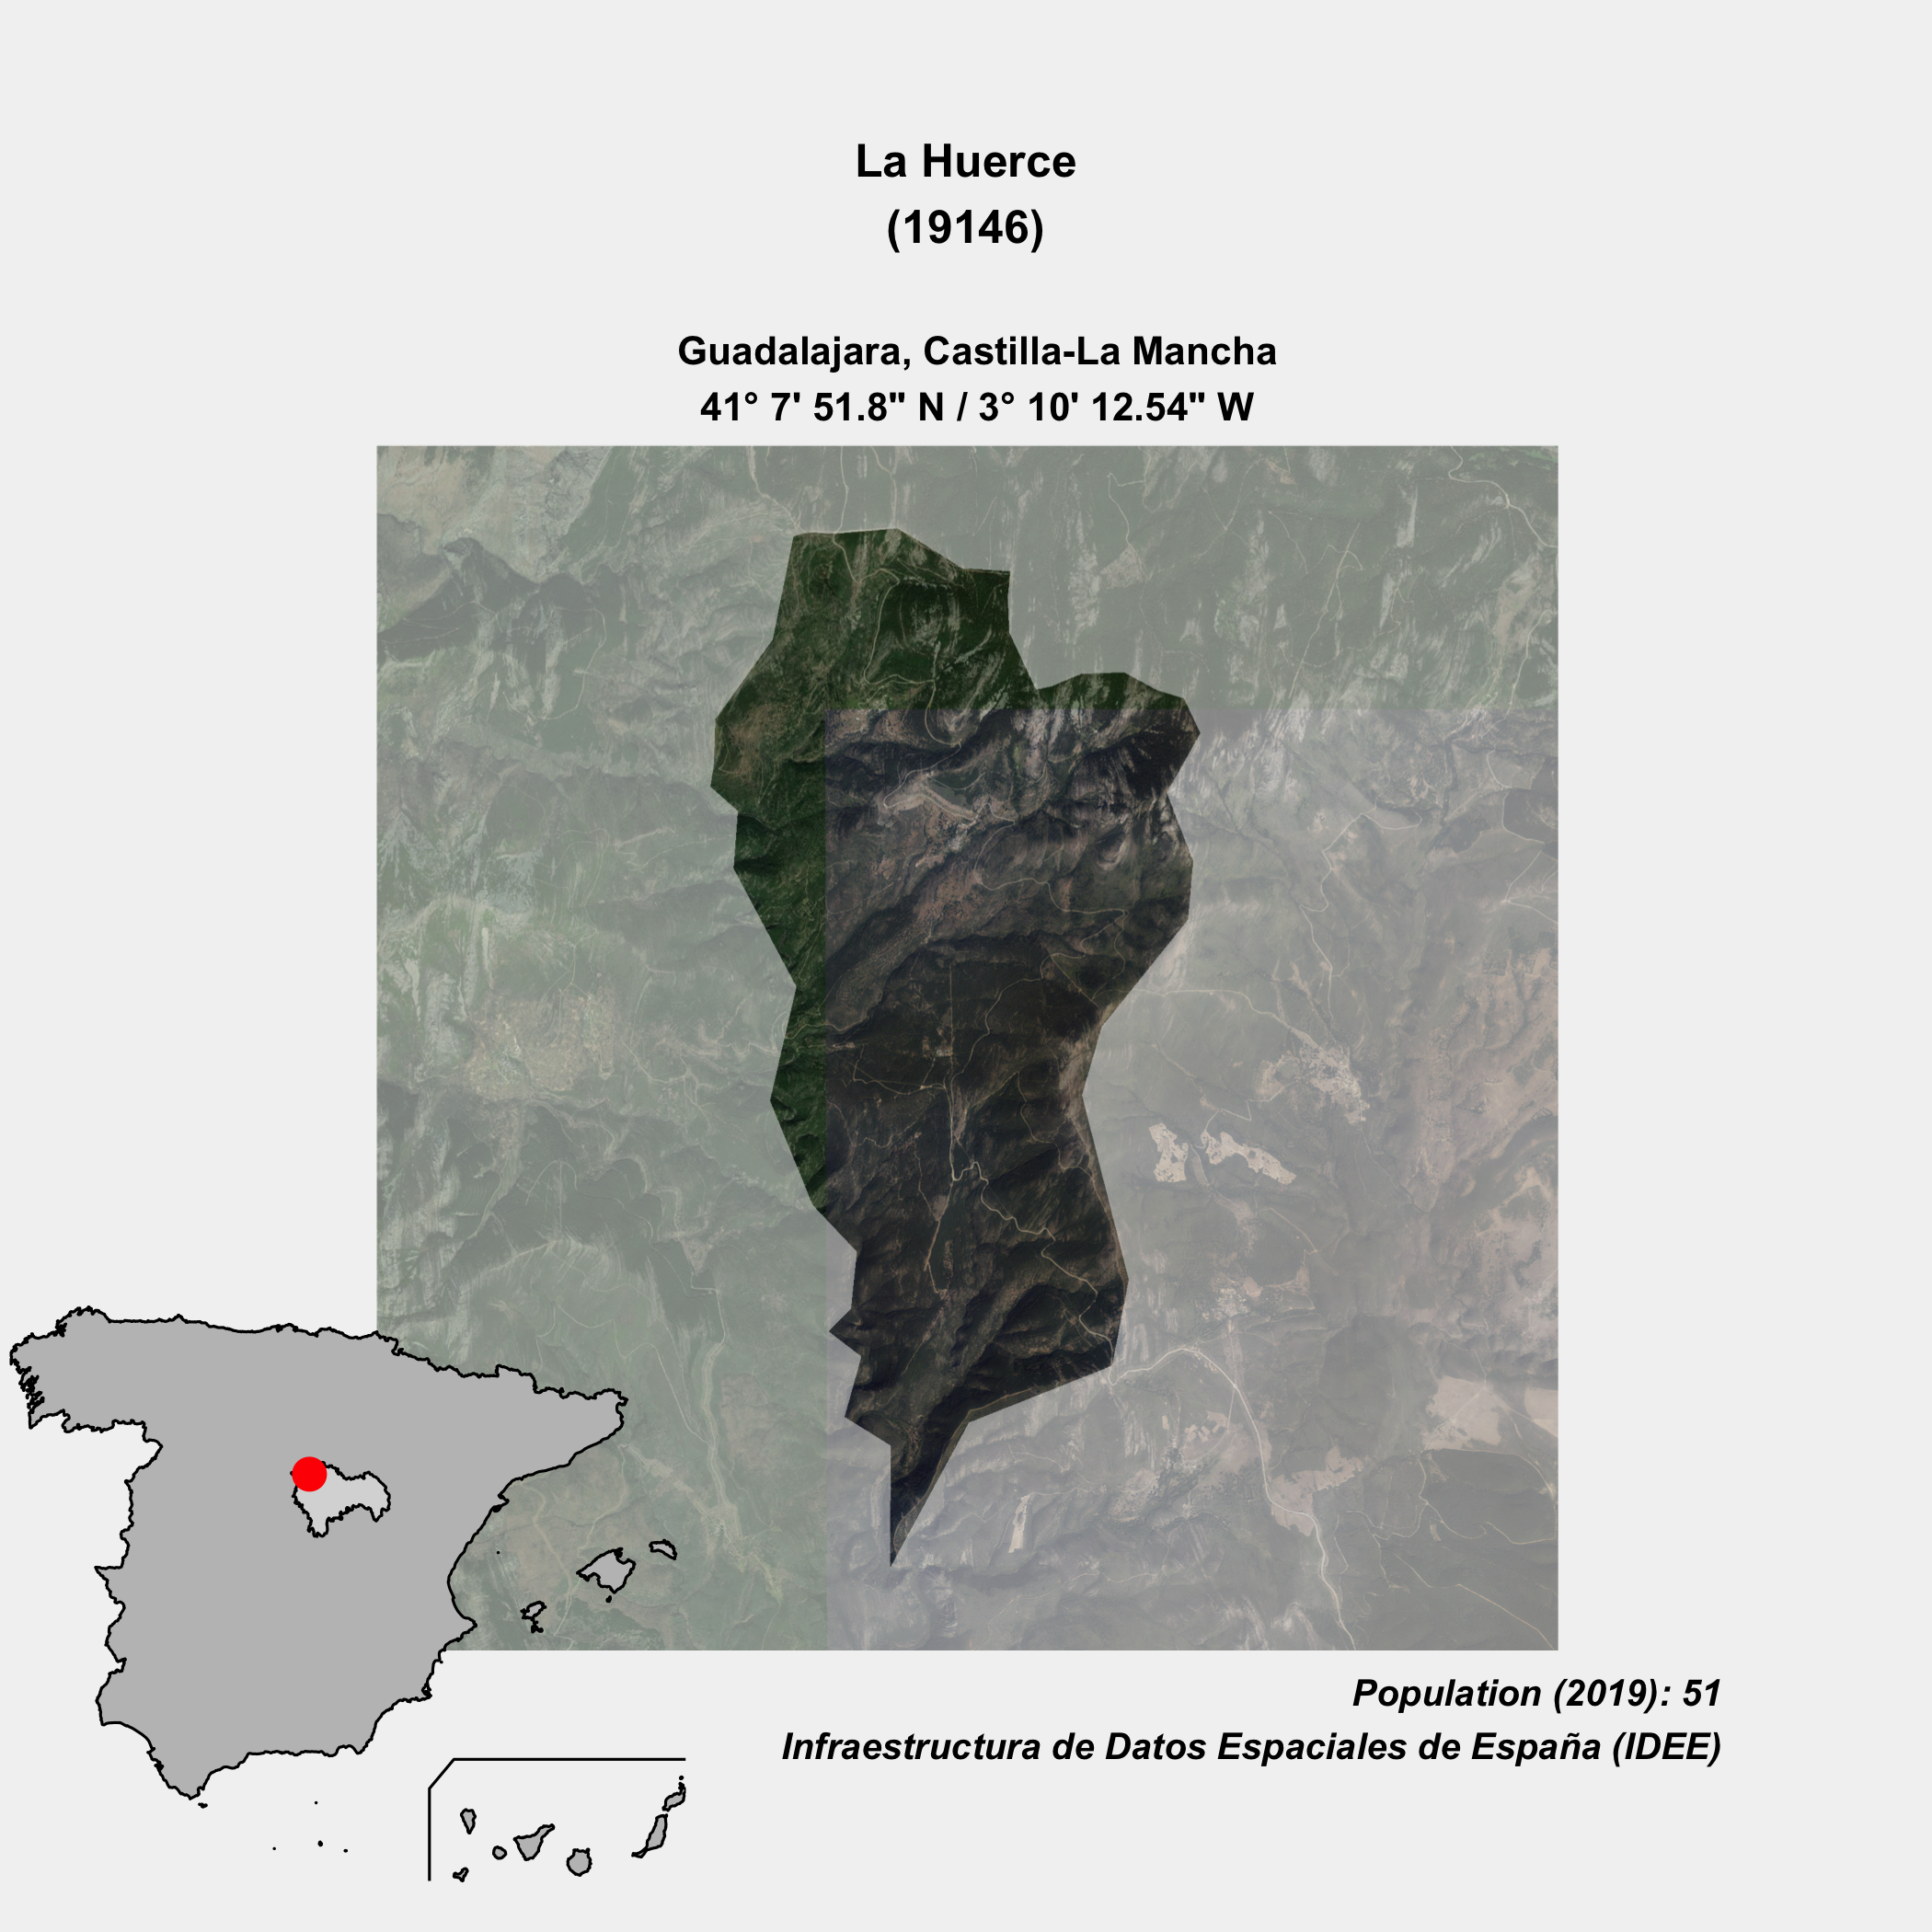 La Huerce
(19146)
Guadalajara, Castilla-La Mancha
41° 7' 51.8" N / 3° 10' 12.54" W
Population (2019): 51
Infraestructura de Datos Espaciales de España (IDEE)